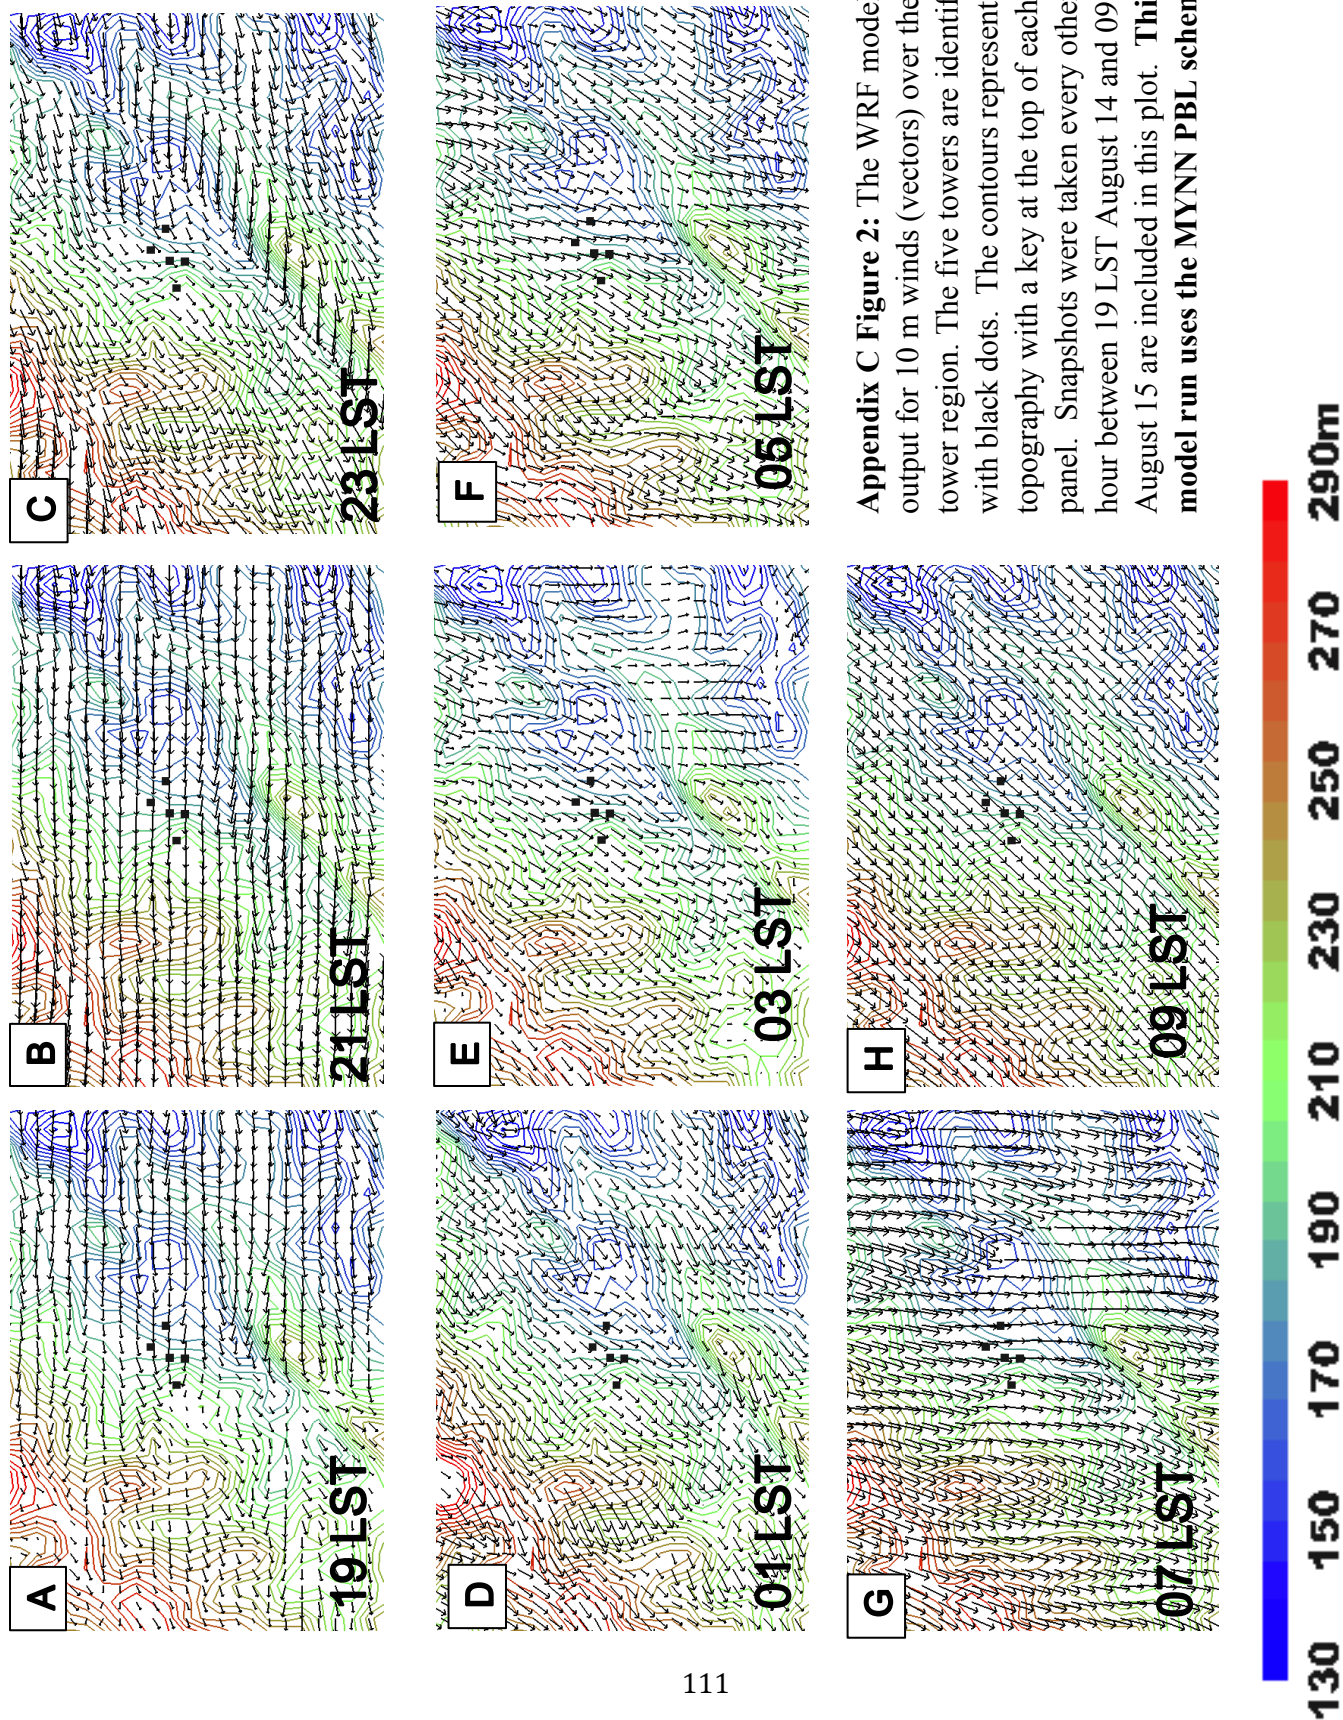 A
19 LST
B
21 LST
C
23 LST
D
01 LST
E
03 LST
F
05 LST
G
07 LST
H
09 LST
Appendix C Figure 2: The WRF mode
output for 10 m winds (vectors) over the
tower region. The five towers are identif
with black dots.  The contours represent
topography with a key at the top of each
panel.  Snapshots were taken every othe
hour between 19 LST August 14 and 09
August 15 are included in this plot.  Thi
model run uses the MYNN PBL schem
130 150 170 190 210 230 250 270 290m
111